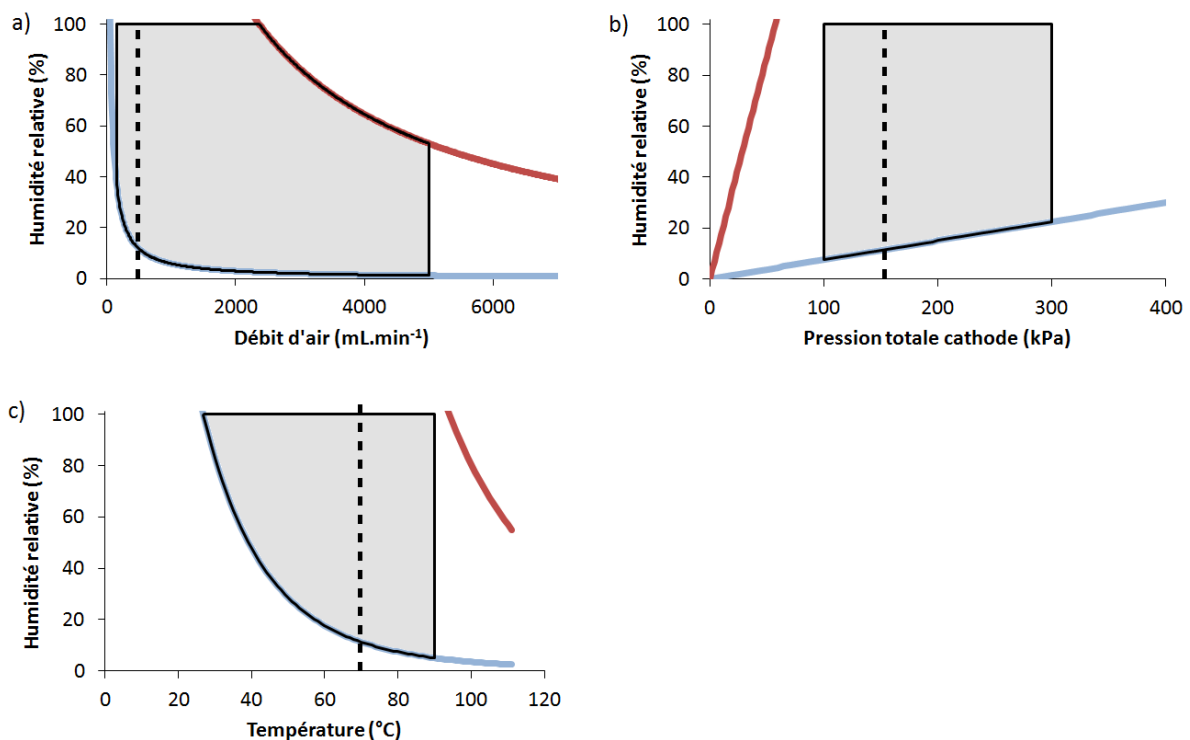 a)
Humidité relative (%)
100
80
60
40
20
0
0 2000 4000 6000
Débit d'air (mL.min⁻¹)
b)
Humidité relative (%)
100
80
60
40
20
0
0 100 200 300 400
Pression totale cathode (kPa)
c)
Humidité relative (%)
100
80
60
40
20
0
0 20 40 60 80 100 120
Température (°C)